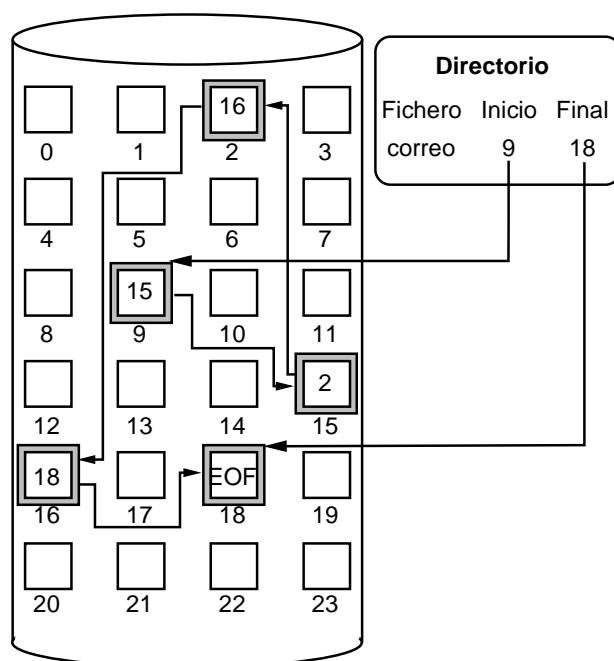 Directorio
Fichero Inicio Final
correo 9 18
16
0 1 2 3
4 5 6 7
15
8 9 10 11
2
12 13 14 15
18 EOF
16 17 18 19
20 21 22 23